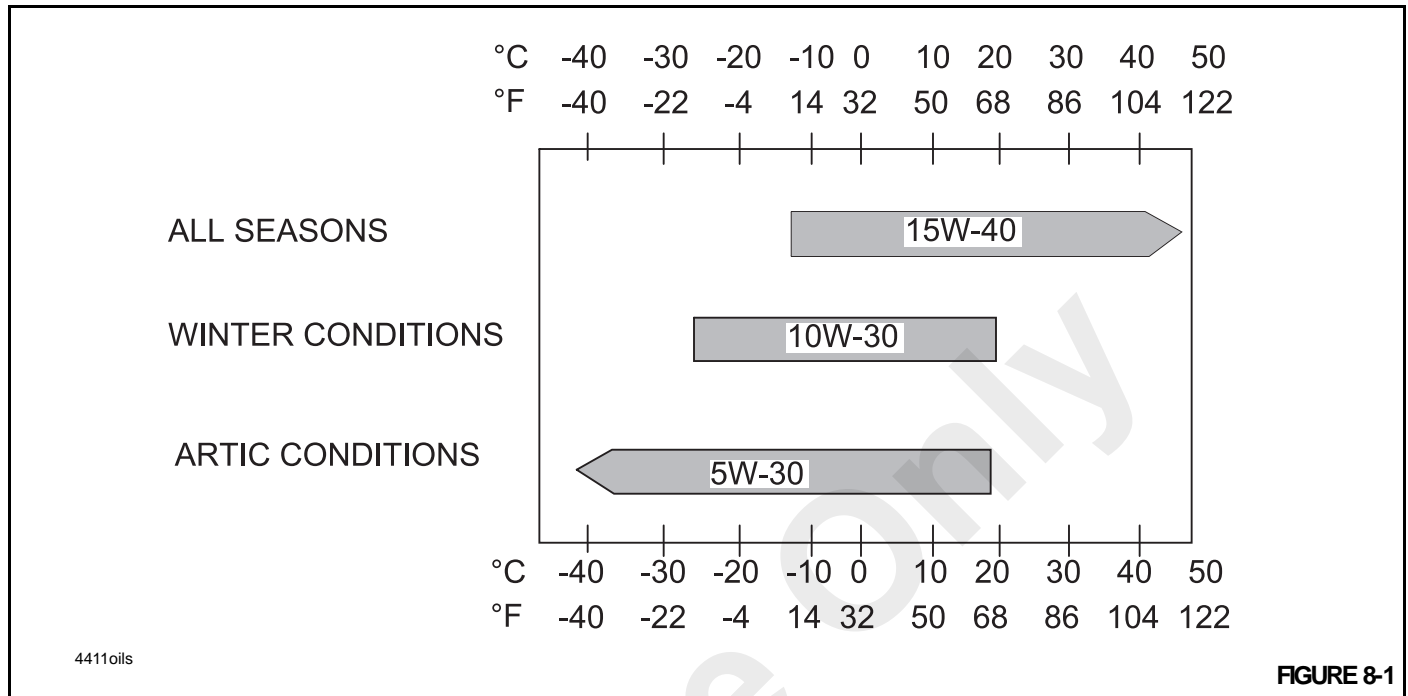 °C -40 -30 -20 -10 0 10 20 30 40 50
°F -40 -22 -4 14 32 50 68 86 104 122
ALL SEASONS 15W-40
WINTER CONDITIONS 10W-30
ARTIC CONDITIONS 5W-30
°C -40 -30 -20 -10 0 10 20 30 40 50
°F -40 -22 -4 14 32 50 68 86 104 122
4411oils
FIGURE 8-1
Only